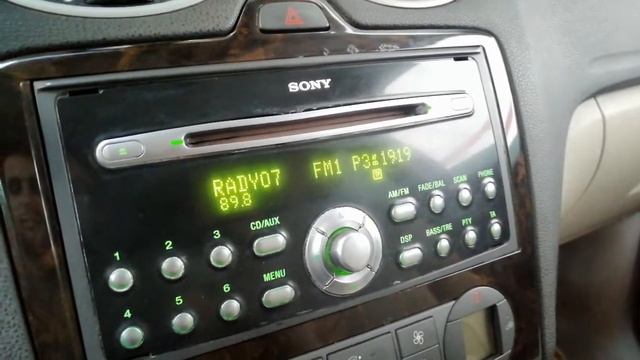 SONY
RADYO7 FM1 P3 1919
89.8
AM/FM FADE/BAL SCAN PHONE
CD/AUX
DSP BASS/TRE PTY TA
MENU
1 2 3
4 5 6